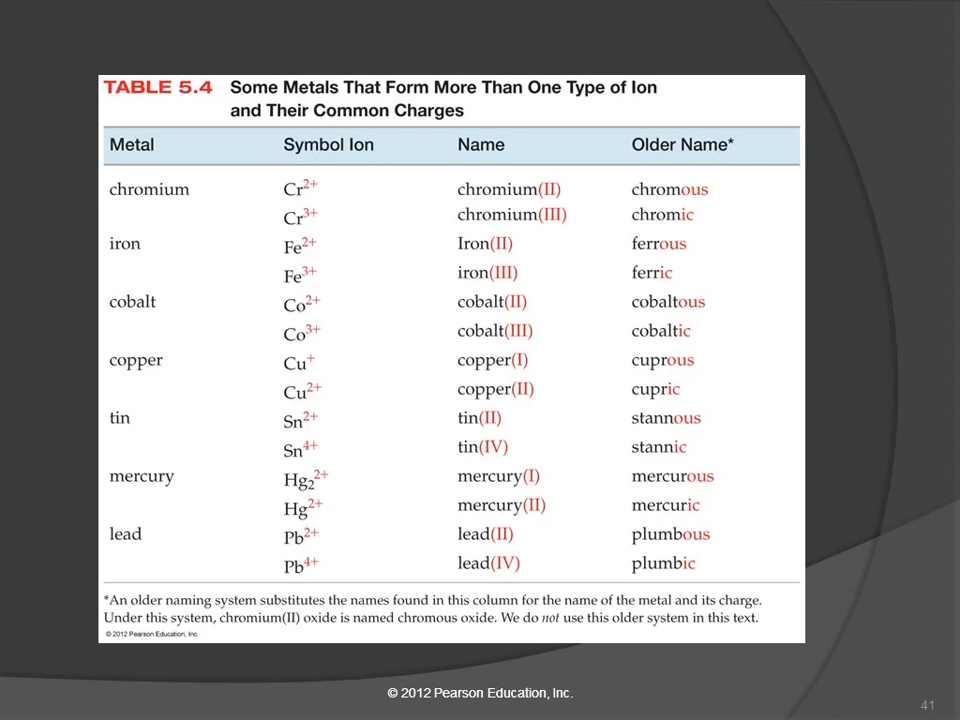 TABLE 5.4 Some Metals That Form More Than One Type of Ion
and Their Common Charges
Metal Symbol Ion Name Older Name*
chromium Cr²⁺ chromium(II) chromous
Cr³⁺ chromium(III) chromic
iron Fe²⁺ Iron(II) ferrous
Fe³⁺ iron(III) ferric
cobalt Co²⁺ cobalt(II) cobaltous
Co³⁺ cobalt(III) cobaltic
copper Cu⁺ copper(I) cuprous
Cu²⁺ copper(II) cupric
tin Sn²⁺ tin(II) stannous
Sn⁴⁺ tin(IV) stannic
mercury Hg₂²⁺ mercury(I) mercurous
Hg²⁺ mercury(II) mercuric
lead Pb²⁺ lead(II) plumbous
Pb⁴⁺ lead(IV) plumbic
*An older naming system substitutes the names found in this column for the name of the metal and its charge.
Under this system, chromium(II) oxide is named chromous oxide. We do not use this older system in this text.
© 2012 Pearson Education, Inc.
© 2012 Pearson Education, Inc.
41